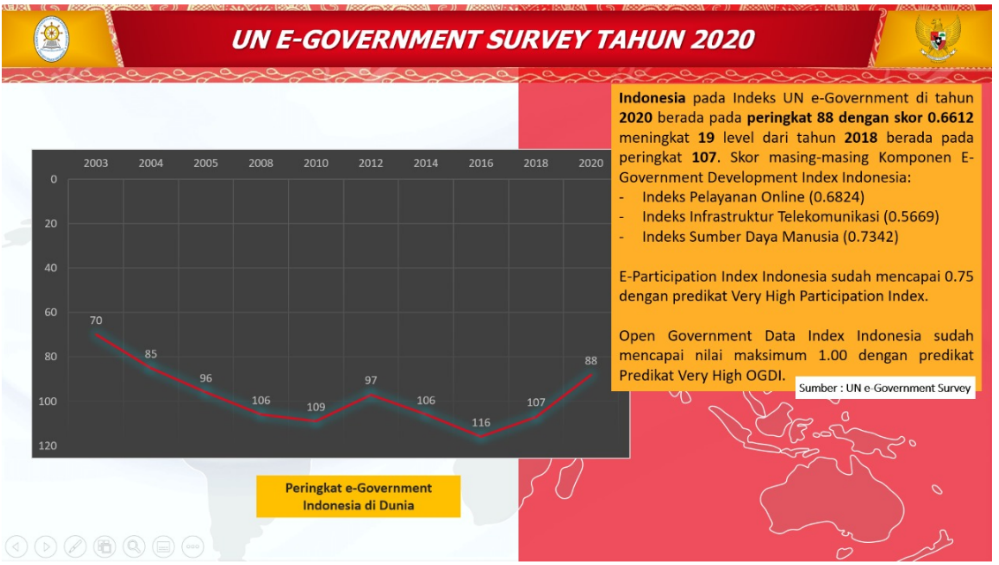 UN E-GOVERNMENT SURVEY TAHUN 2020
2003 2004 2005 2008 2010 2012 2014 2016 2018 2020
0
20
40
60
80
100
120
70
85
96
106
109
97
106
116
107
88
Peringkat e-Government
Indonesia di Dunia
Indonesia pada Indeks UN e-Government di tahun
2020 berada pada peringkat 88 dengan skor 0.6612
meningkat 19 level dari tahun 2018 berada pada
peringkat 107. Skor masing-masing Komponen E-
Government Development Index Indonesia:
- Indeks Pelayanan Online (0.6824)
- Indeks Infrastruktur Telekomunikasi (0.5669)
- Indeks Sumber Daya Manusia (0.7342)
E-Participation Index Indonesia sudah mencapai 0.75
dengan predikat Very High Participation Index.
Open Government Data Index Indonesia sudah
mencapai nilai maksimum 1.00 dengan predikat
Predikat Very High OGDI.
Sumber : UN e-Government Survey